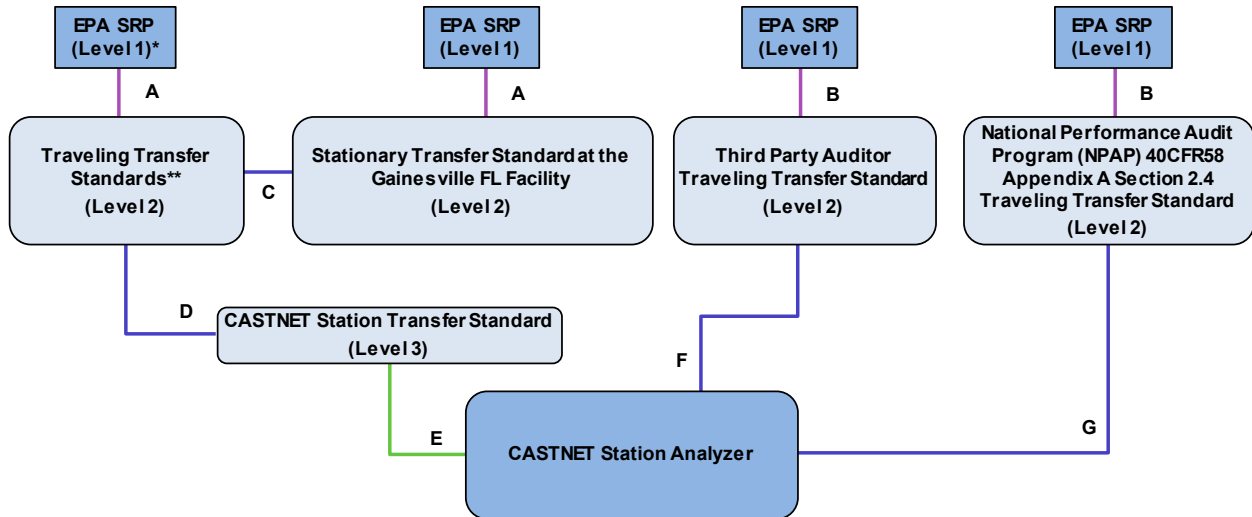 EPA SRP
(Level 1)*
EPA SRP
(Level 1)
EPA SRP
(Level 1)
EPA SRP
(Level 1)
A
A
B
B
Traveling Transfer
Standards**
(Level 2)
C
Stationary Transfer Standard at the
Gainesville FL Facility
(Level 2)
Third Party Auditor
Traveling Transfer Standard
(Level 2)
National Performance Audit
Program (NPAP) 40CFR58
Appendix A Section 2.4
Traveling Transfer Standard
(Level 2)
D
CASTNET Station Transfer Standard
(Level 3)
F
E
CASTNET Station Analyzer
G